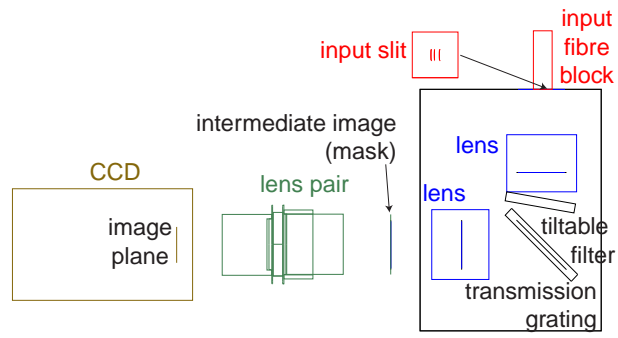 input
fibre
block
input slit
intermediate image
(mask)
lens
CCD
lens pair
lens
image
plane
tiltable
filter
transmission
grating